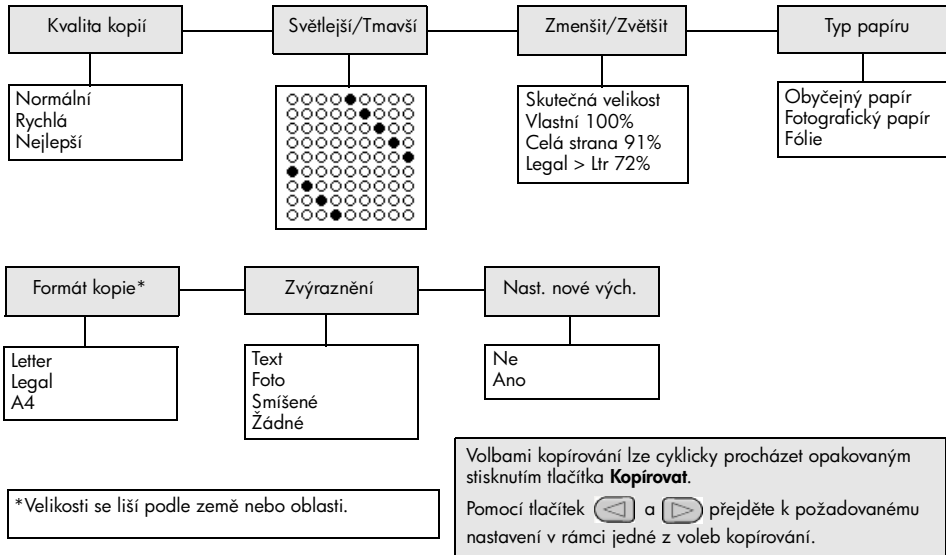 Kvalita kopií
Světlejší/Tmavší
Zmenšit/Zvětšit
Typ papíru
Normální
Rychlá
Nejlepší
Skutečná velikost
Vlastní 100%
Celá strana 91%
Legal > Ltr 72%
Obyčejný papír
Fotografický papír
Fólie
Formát kopie*
Zvýraznění
Nast. nové vých.
Letter
Legal
A4
Text
Foto
Smíšené
Žádné
Ne
Ano
*Velikosti se liší podle země nebo oblasti.
Volbami kopírování lze cyklicky procházet opakovaným
stisknutím tlačítka Kopírovat.
Pomocí tlačítek a přejděte k požadovanému
nastavení v rámci jedné z voleb kopírování.